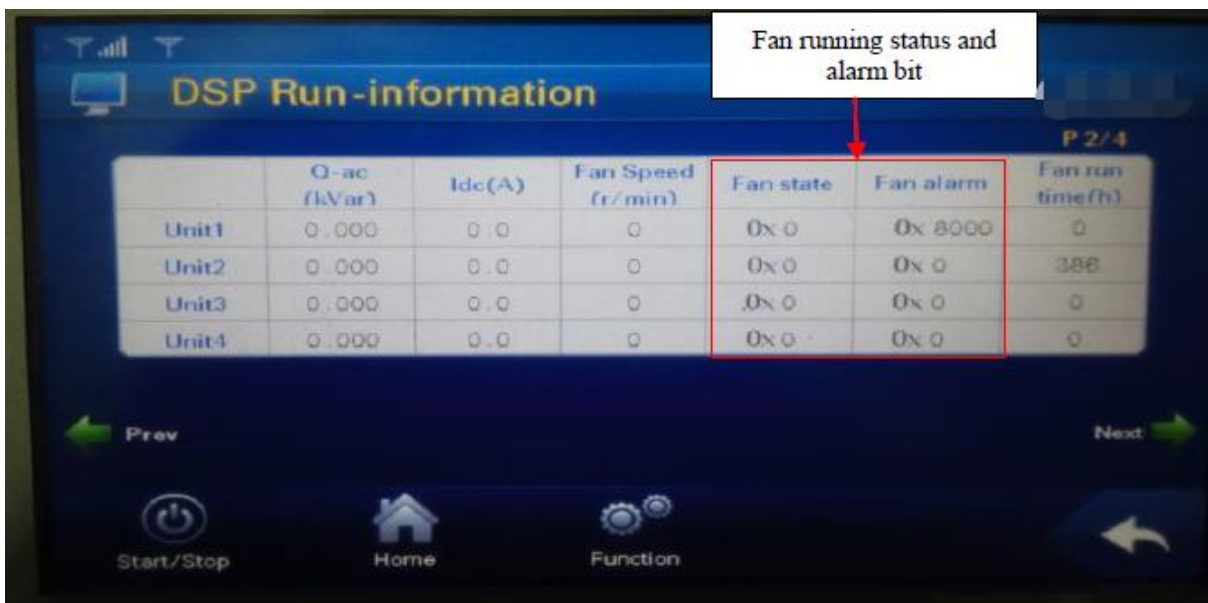 Fan running status and
alarm bit
DSP Run-information
P 2/4
Q-ac (kVar) Idc(A) Fan Speed (r/min) Fan state Fan alarm Fan run time(h)
Unit1 0.000 0.0 0 0x 0 0x 8000 0
Unit2 0.000 0.0 0 0x 0 0x 0 386
Unit3 0.000 0.0 0 ,0x 0 0x 0 0
Unit4 0.000 0.0 0 0x 0 0x 0 0
Prev
Next
Start/Stop
Home
Function